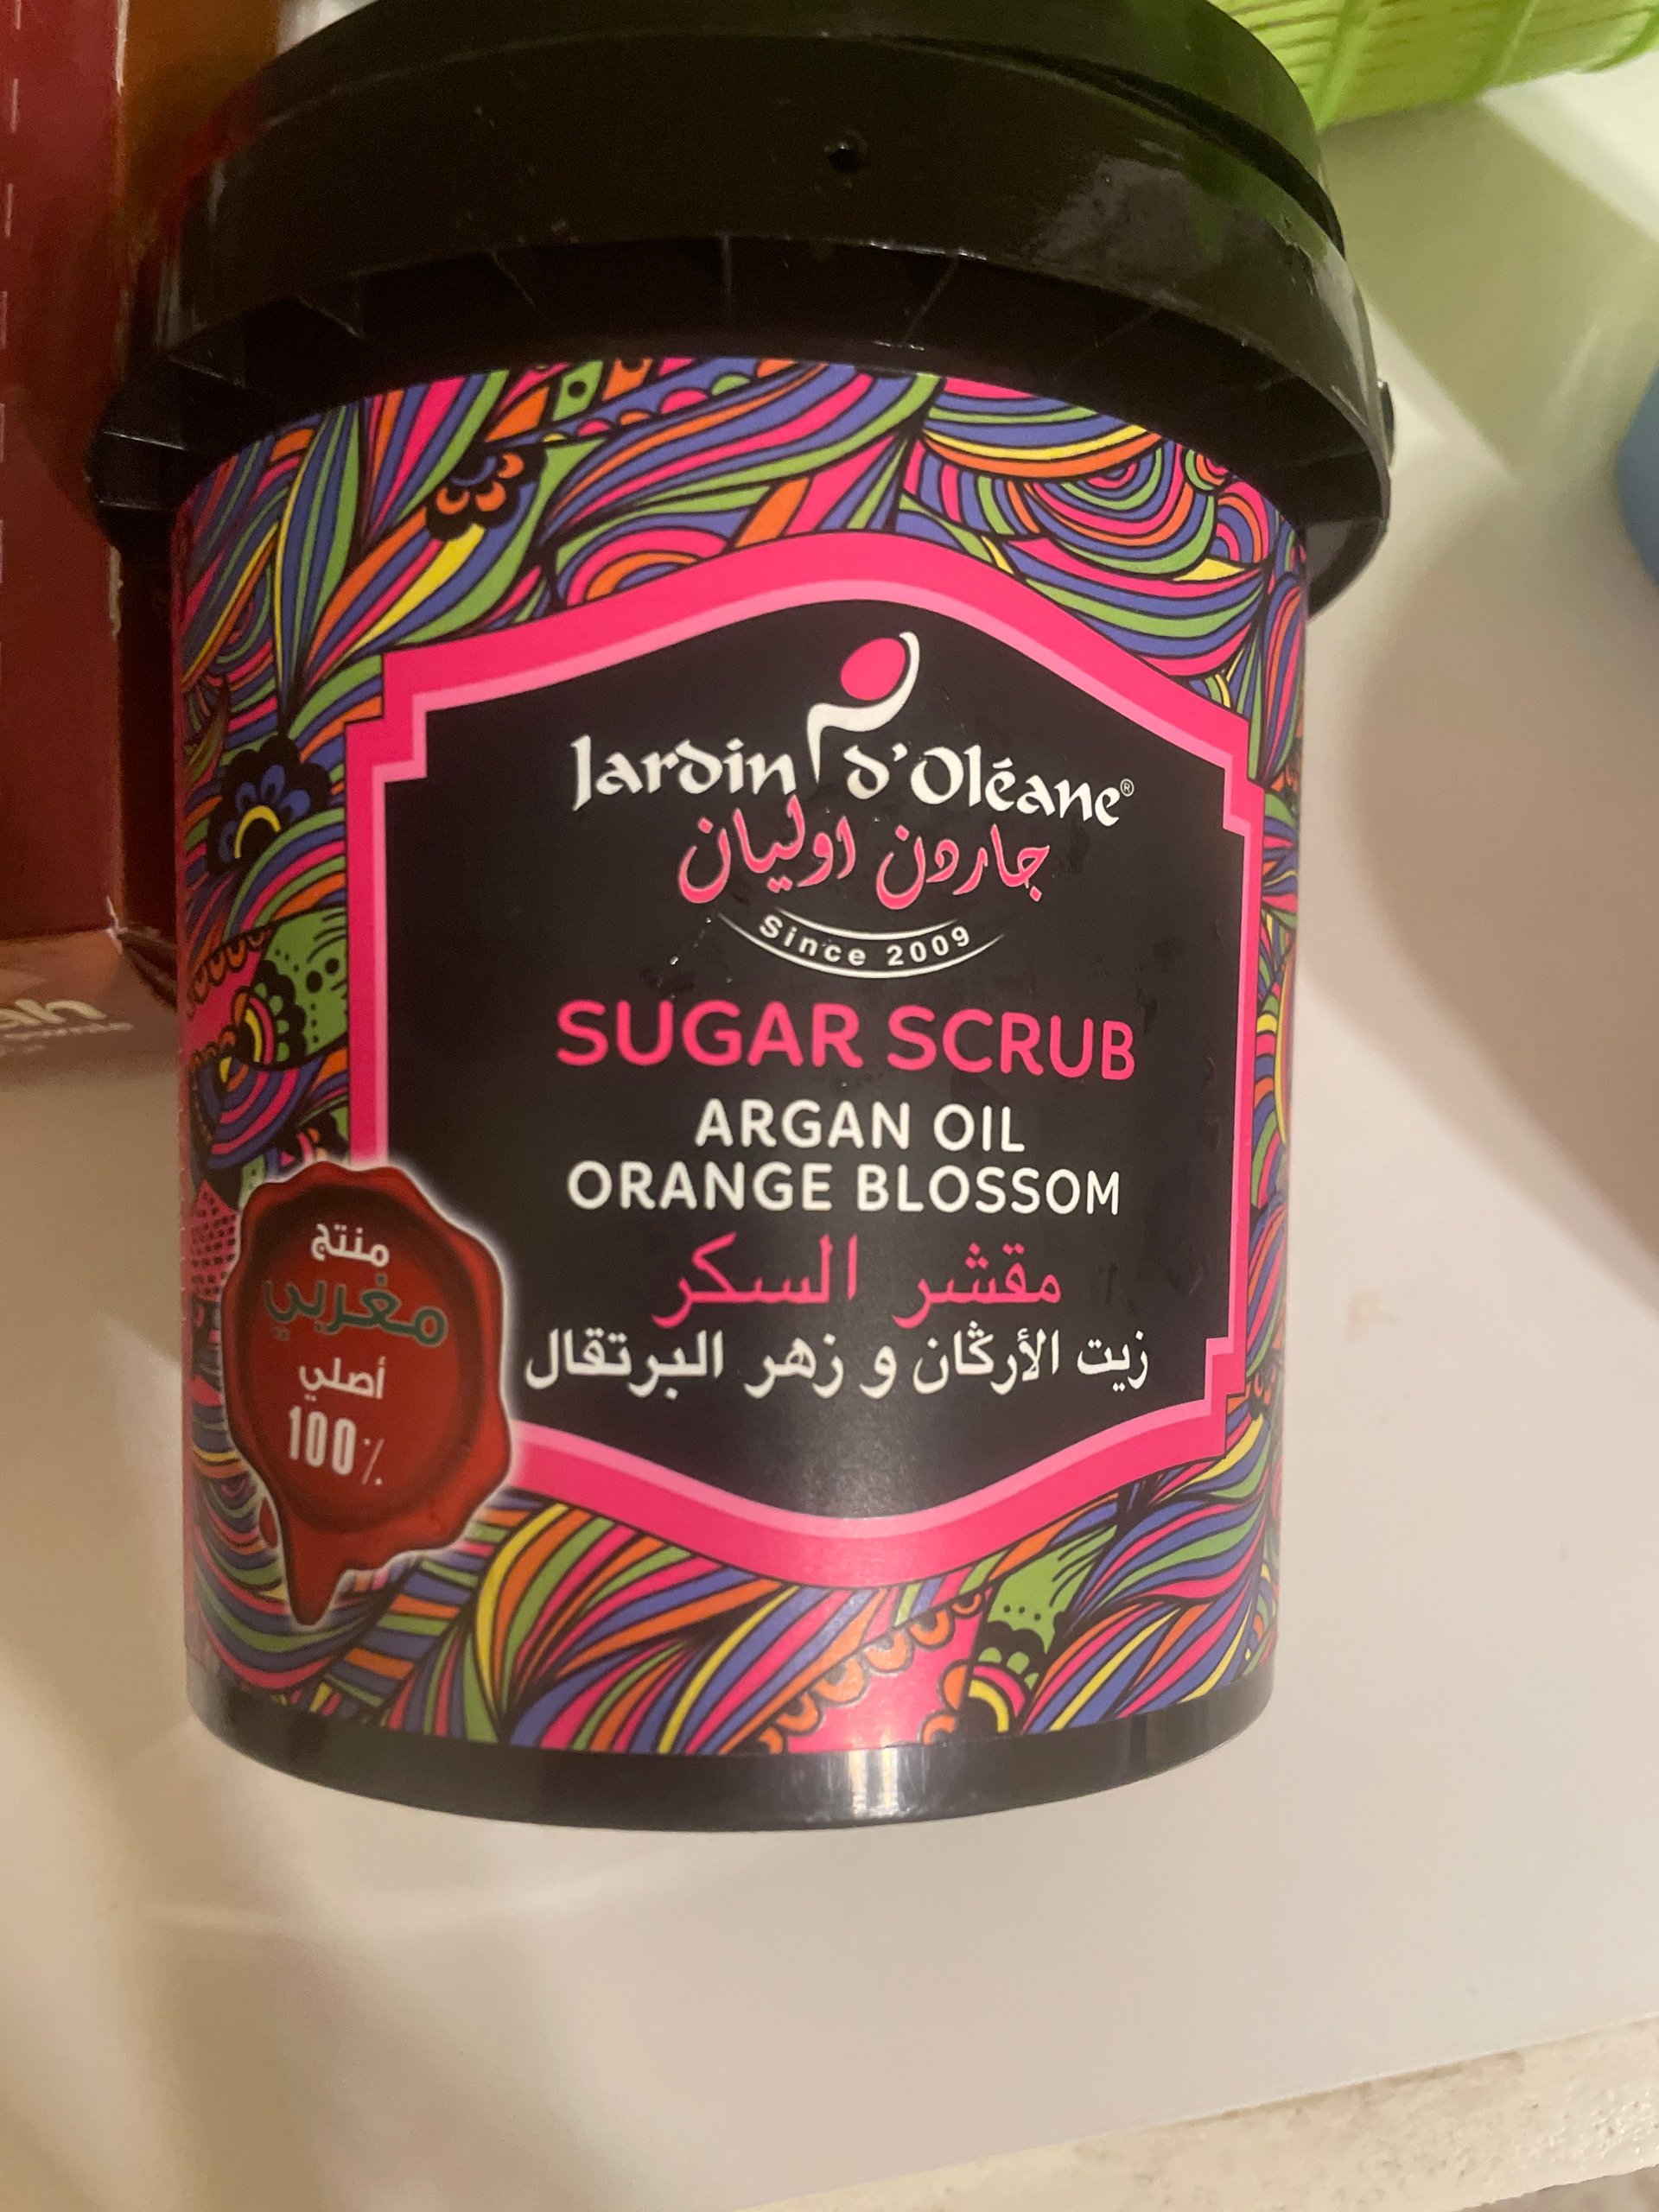 Jardin d'Oléane®
جاردن اوليان
Since 2009
SUGAR SCRUB
ARGAN OIL
ORANGE BLOSSOM
مقشر السكر
زيت الأرڭان و زهر البرتقال
منتج
مغربي
أصلي
100٪